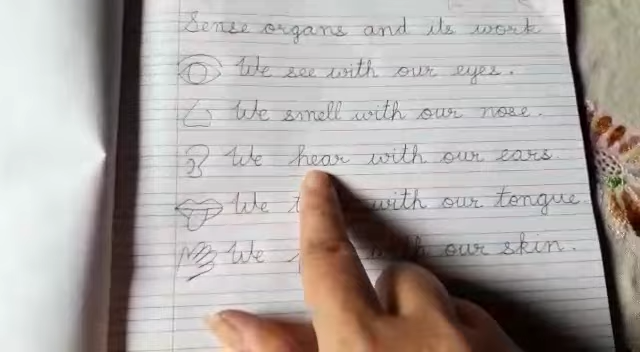 Sense organs and its work
We see with our eyes.
We smell with our nose.
We hear with our ears
We with our tongue.
We our skin.